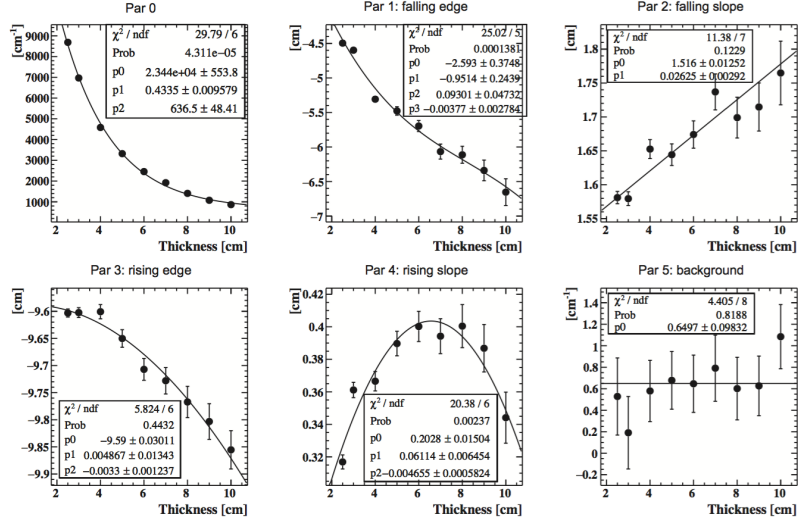 Par 0
[cm⁻¹]
χ² / ndf 29.79 / 6
Prob 4.311e-05
p0 2.344e+04 ± 553.8
p1 0.4335 ± 0.009579
p2 636.5 ± 48.41
9000
8000
7000
6000
5000
4000
3000
2000
1000
2 4 6 8 10
Thickness [cm]
Par 1: falling edge
[cm]
χ² / ndf 25.02 / 5
Prob 0.0001381
p0 -2.593 ± 0.3748
p1 -0.9514 ± 0.2439
p2 0.09301 ± 0.04732
p3 -0.00377 ± 0.002784
-4.5
-5
-5.5
-6
-6.5
-7
2 4 6 8 10
Thickness [cm]
Par 2: falling slope
[cm]
χ² / ndf 11.38 / 7
Prob 0.1229
p0 1.516 ± 0.01252
p1 0.02625 ± 0.00292
1.8
1.75
1.7
1.65
1.6
1.55
2 4 6 8 10
Thickness [cm]
Par 3: rising edge
[cm]
-9.6
-9.65
-9.7
-9.75
-9.8
-9.85
-9.9
χ² / ndf 5.824 / 6
Prob 0.4432
p0 -9.59 ± 0.03011
p1 0.004867 ± 0.01343
p2 -0.0033 ± 0.001237
2 4 6 8 10
Thickness [cm]
Par 4: rising slope
[cm]
0.42
0.4
0.38
0.36
0.34
0.32
χ² / ndf 20.38 / 6
Prob 0.00237
p0 0.2028 ± 0.01504
p1 0.06114 ± 0.006454
p2 -0.004655 ± 0.0005824
2 4 6 8 10
Thickness [cm]
Par 5: background
[cm⁻¹]
χ² / ndf 4.405 / 8
Prob 0.8188
p0 0.6497 ± 0.09832
1.4
1.2
1
0.8
0.6
0.4
0.2
0
-0.2
2 4 6 8 10
Thickness [cm]